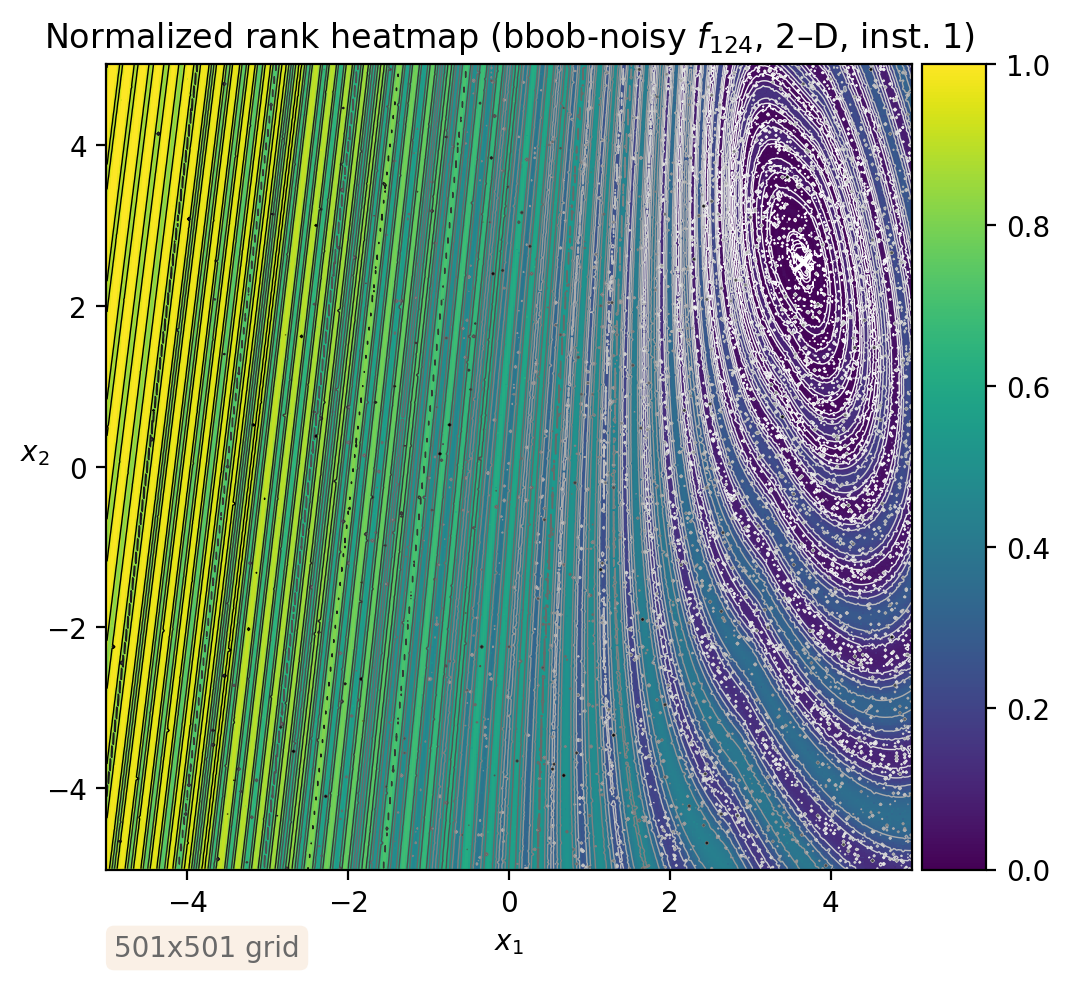 Normalized rank heatmap (bbob-noisy f₁₂₄, 2–D, inst. 1)
1.0
4
0.8
2
0.6
x₂
0
0.4
−2
0.2
−4
0.0
−4 −2 0 2 4
x₁
501x501 grid